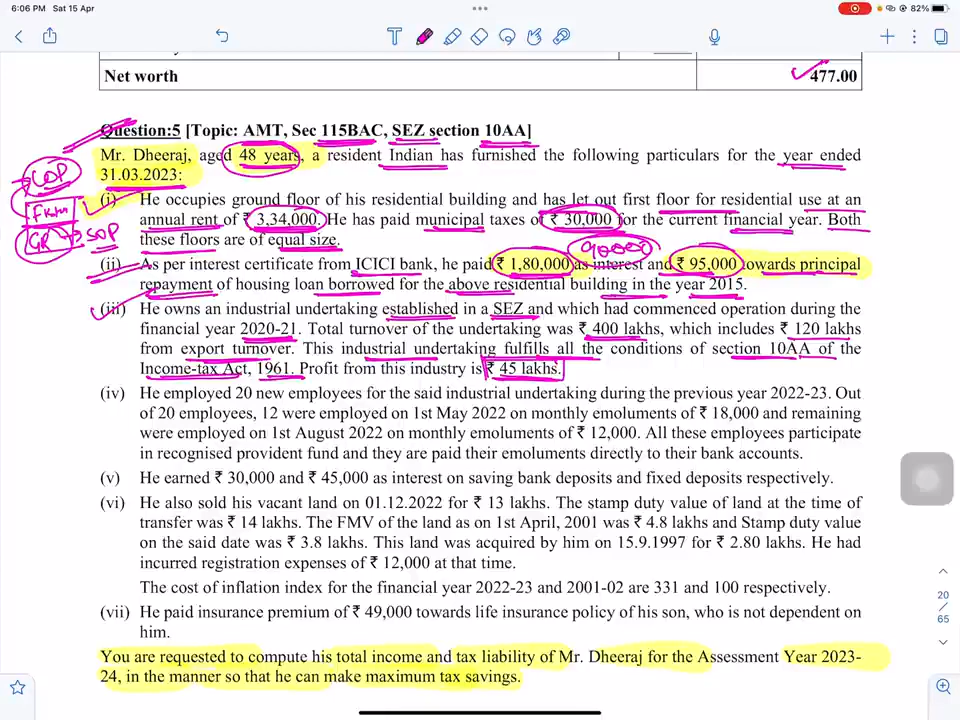 6:06 PM Sat 15 Apr
82%
Net worth 477.00
Question:5 [Topic: AMT, Sec 115BAC, SEZ section 10AA]
Mr. Dheeraj, aged 48 years, a resident Indian has furnished the following particulars for the year ended
31.03.2023:
(i) He occupies ground floor of his residential building and has let out first floor for residential use at an
annual rent of ₹ 3,34,000. He has paid municipal taxes of ₹ 30,000 for the current financial year. Both
these floors are of equal size.
90000
(ii) As per interest certificate from ICICI bank, he paid ₹ 1,80,000 as interest and ₹ 95,000 towards principal
repayment of housing loan borrowed for the above residential building in the year 2015.
(iii) He owns an industrial undertaking established in a SEZ and which had commenced operation during the
financial year 2020-21. Total turnover of the undertaking was ₹ 400 lakhs, which includes ₹ 120 lakhs
from export turnover. This industrial undertaking fulfills all the conditions of section 10AA of the
Income-tax Act, 1961. Profit from this industry is ₹ 45 lakhs.
(iv) He employed 20 new employees for the said industrial undertaking during the previous year 2022-23. Out
of 20 employees, 12 were employed on 1st May 2022 on monthly emoluments of ₹ 18,000 and remaining
were employed on 1st August 2022 on monthly emoluments of ₹ 12,000. All these employees participate
in recognised provident fund and they are paid their emoluments directly to their bank accounts.
(v) He earned ₹ 30,000 and ₹ 45,000 as interest on saving bank deposits and fixed deposits respectively.
(vi) He also sold his vacant land on 01.12.2022 for ₹ 13 lakhs. The stamp duty value of land at the time of
transfer was ₹ 14 lakhs. The FMV of the land as on 1st April, 2001 was ₹ 4.8 lakhs and Stamp duty value
on the said date was ₹ 3.8 lakhs. This land was acquired by him on 15.9.1997 for ₹ 2.80 lakhs. He had
incurred registration expenses of ₹ 12,000 at that time.
The cost of inflation index for the financial year 2022-23 and 2001-02 are 331 and 100 respectively.
(vii) He paid insurance premium of ₹ 49,000 towards life insurance policy of his son, who is not dependent on
him.
You are requested to compute his total income and tax liability of Mr. Dheeraj for the Assessment Year 2023-
24, in the manner so that he can make maximum tax savings.
LOP
GR → SOP
20
/
65